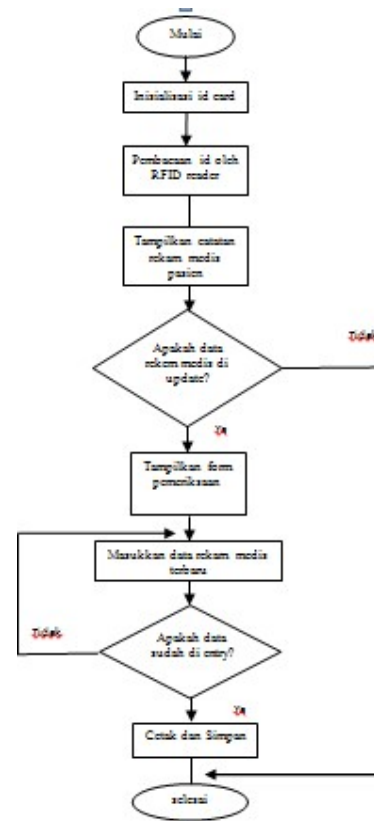 Mulai
Inisialisasi id card
Pembacaan id oleh
RFID reader
Tampilkan catatan
rekam medis
pasien
Apakah data
rekam medis di
update?
Tidak
Ya
Tampilkan form
pemeriksaan
Masukkan data rekam medis
terbaru
Tidak
Apakah data
sudah di entry?
Ya
Cetak dan Simpan
selesai